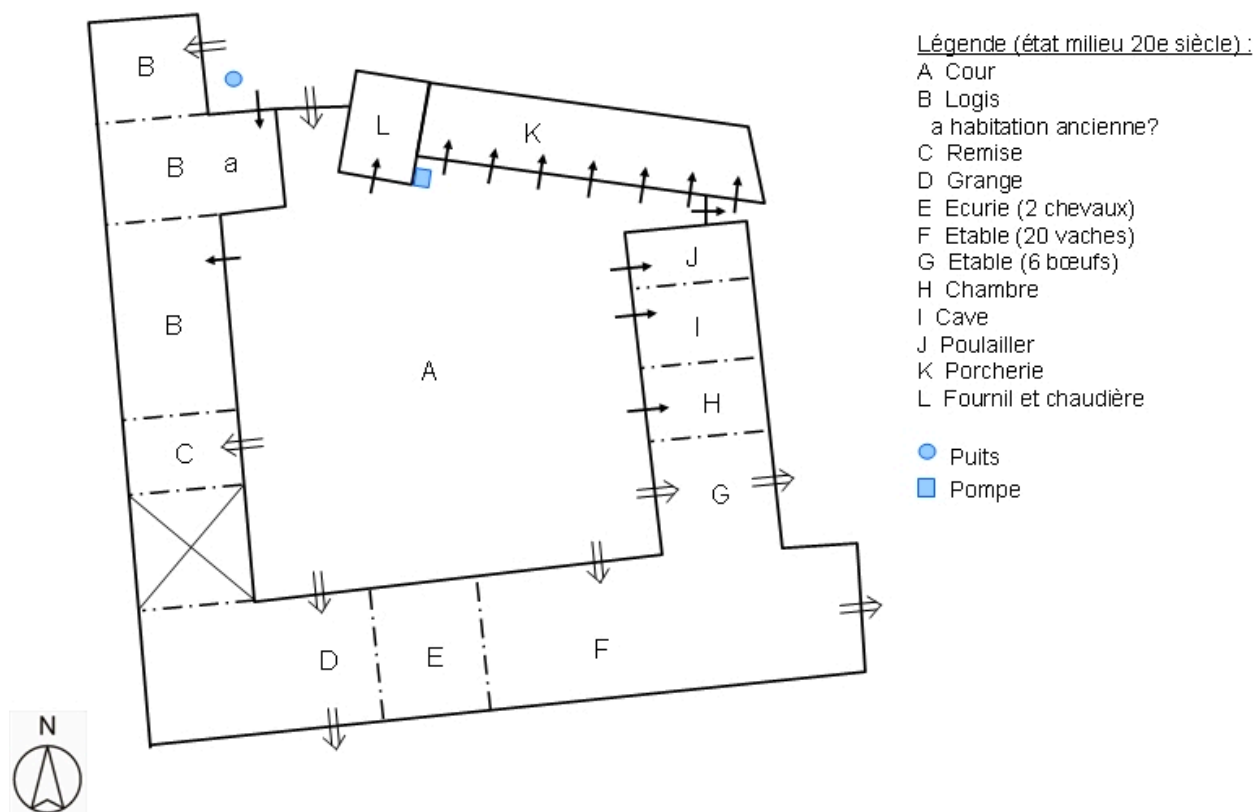 Légende (état milieu 20e siècle) :
A Cour
B Logis
a habitation ancienne?
C Remise
D Grange
E Ecurie (2 chevaux)
F Etable (20 vaches)
G Etable (6 bœufs)
H Chambre
I Cave
J Poulailler
K Porcherie
L Fournil et chaudière
Puits
Pompe
B
L
K
B a
J
B
I
A
H
C
G
D
E
F
N